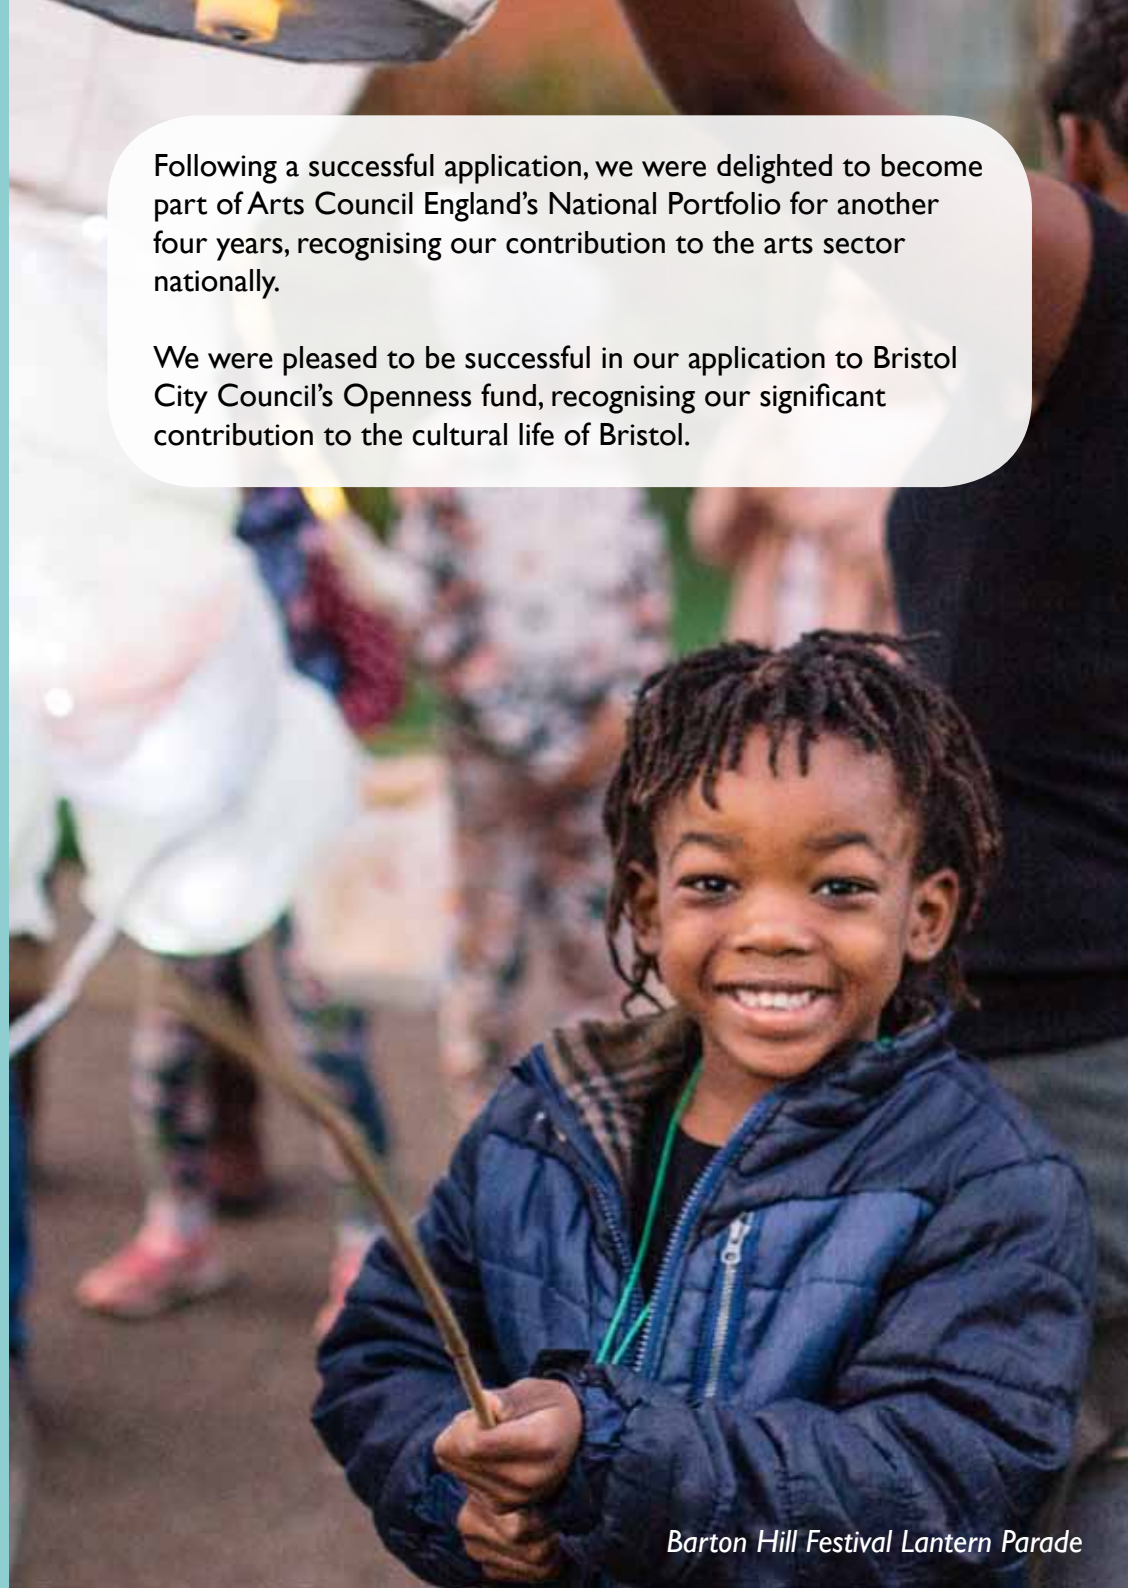 Following a successful application, we were delighted to become
part of Arts Council England’s National Portfolio for another
four years, recognising our contribution to the arts sector
nationally.
We were pleased to be successful in our application to Bristol
City Council’s Openness fund, recognising our significant
contribution to the cultural life of Bristol.
Barton Hill Festival Lantern Parade